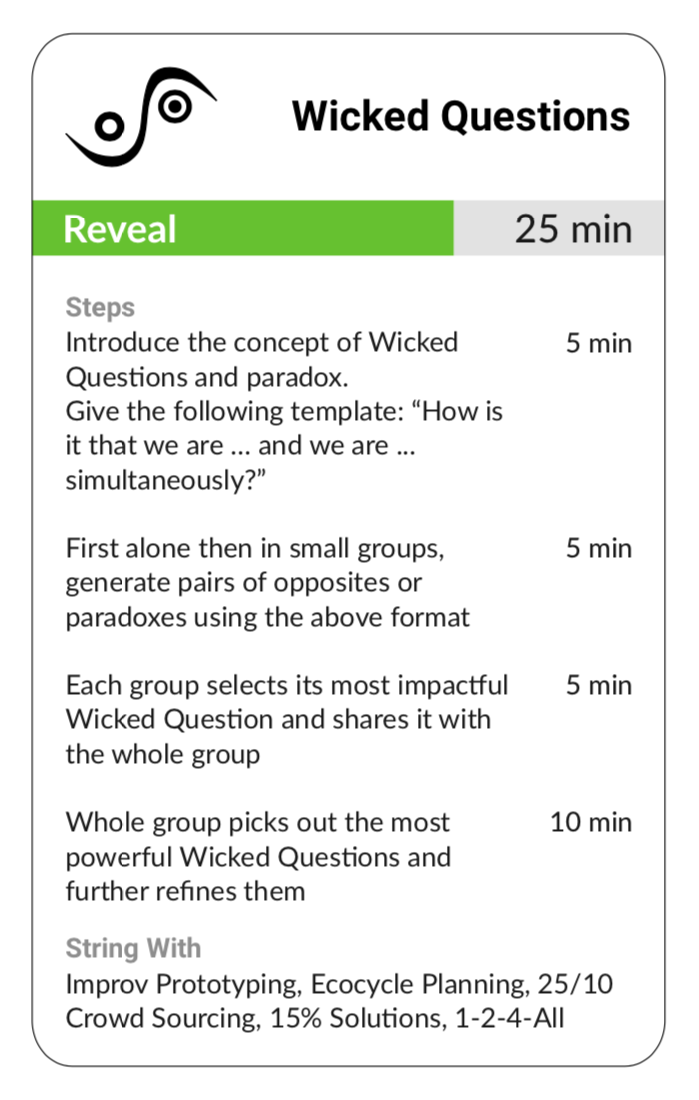 Wicked Questions
Reveal
25 min
Steps
Introduce the concept of Wicked
5 min
Questions and paradox.
Give the following template: “How is
it that we are ... and we are ...
simultaneously?”
First alone then in small groups,
5 min
generate pairs of opposites or
paradoxes using the above format
Each group selects its most impactful
5 min
Wicked Question and shares it with
the whole group
Whole group picks out the most
10 min
powerful Wicked Questions and
further refines them
String With
Improv Prototyping, Ecocycle Planning, 25/10
Crowd Sourcing, 15% Solutions, 1-2-4-All